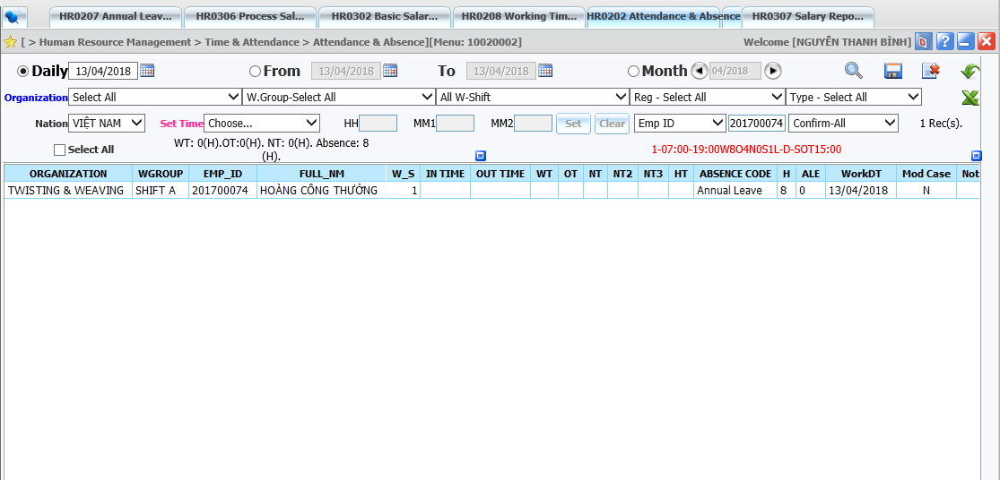 HR0207 Annual Leav... HR0306 Process Sal... HR0302 Basic Salar... HR0208 Working Tim... HR0202 Attendance & Absence HR0307 Salary Repo...
[ > Human Resource Management > Time & Attendance > Attendance & Absence][Menu: 10020002] Welcome [NGUYỄN THANH BÌNH]
Daily 13/04/2018 From 13/04/2018 To 13/04/2018 Month 04/2018
Organization Select All W.Group-Select All All W-Shift Reg - Select All Type - Select All
Nation VIỆT NAM Set Time Choose... HH MM1 MM2 Set Clear Emp ID 201700074 Confirm-All 1 Rec(s).
Select All WT: 0(H).OT:0(H). NT: 0(H). Absence: 8 (H). 1-07:00-19:00W8O4N0S1L-D-SOT15:00
ORGANIZATION WGROUP EMP_ID FULL_NM W_S IN TIME OUT TIME WT OT NT NT2 NT3 HT ABSENCE CODE H ALE WorkDT Mod Case Not
TWISTING & WEAVING SHIFT A 201700074 HOÀNG CÔNG THƯỞNG 1 Annual Leave 8 0 13/04/2018 N